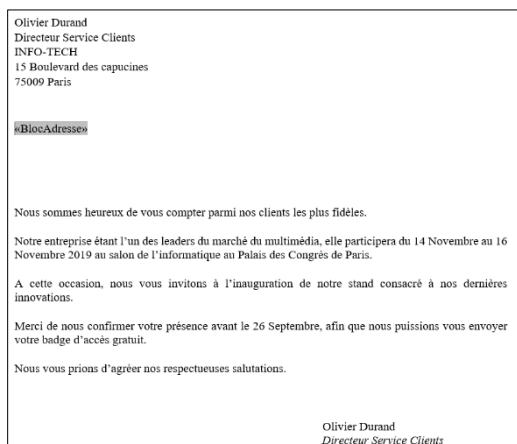 Olivier Durand
Directeur Service Clients
INFO-TECH
15 Boulevard des capucines
75009 Paris
«BlocAdresse»
Nous sommes heureux de vous compter parmi nos clients les plus fidèles.
Notre entreprise étant l’un des leaders du marché du multimédia, elle participera du 14 Novembre au 16
Novembre 2019 au salon de l’informatique au Palais des Congrès de Paris.
A cette occasion, nous vous invitons à l’inauguration de notre stand consacré à nos dernières
innovations.
Merci de nous confirmer votre présence avant le 26 Septembre, afin que nous puissions vous envoyer
votre badge d’accès gratuit.
Nous vous prions d’agréer nos respectueuses salutations.
Olivier Durand
Directeur Service Clients